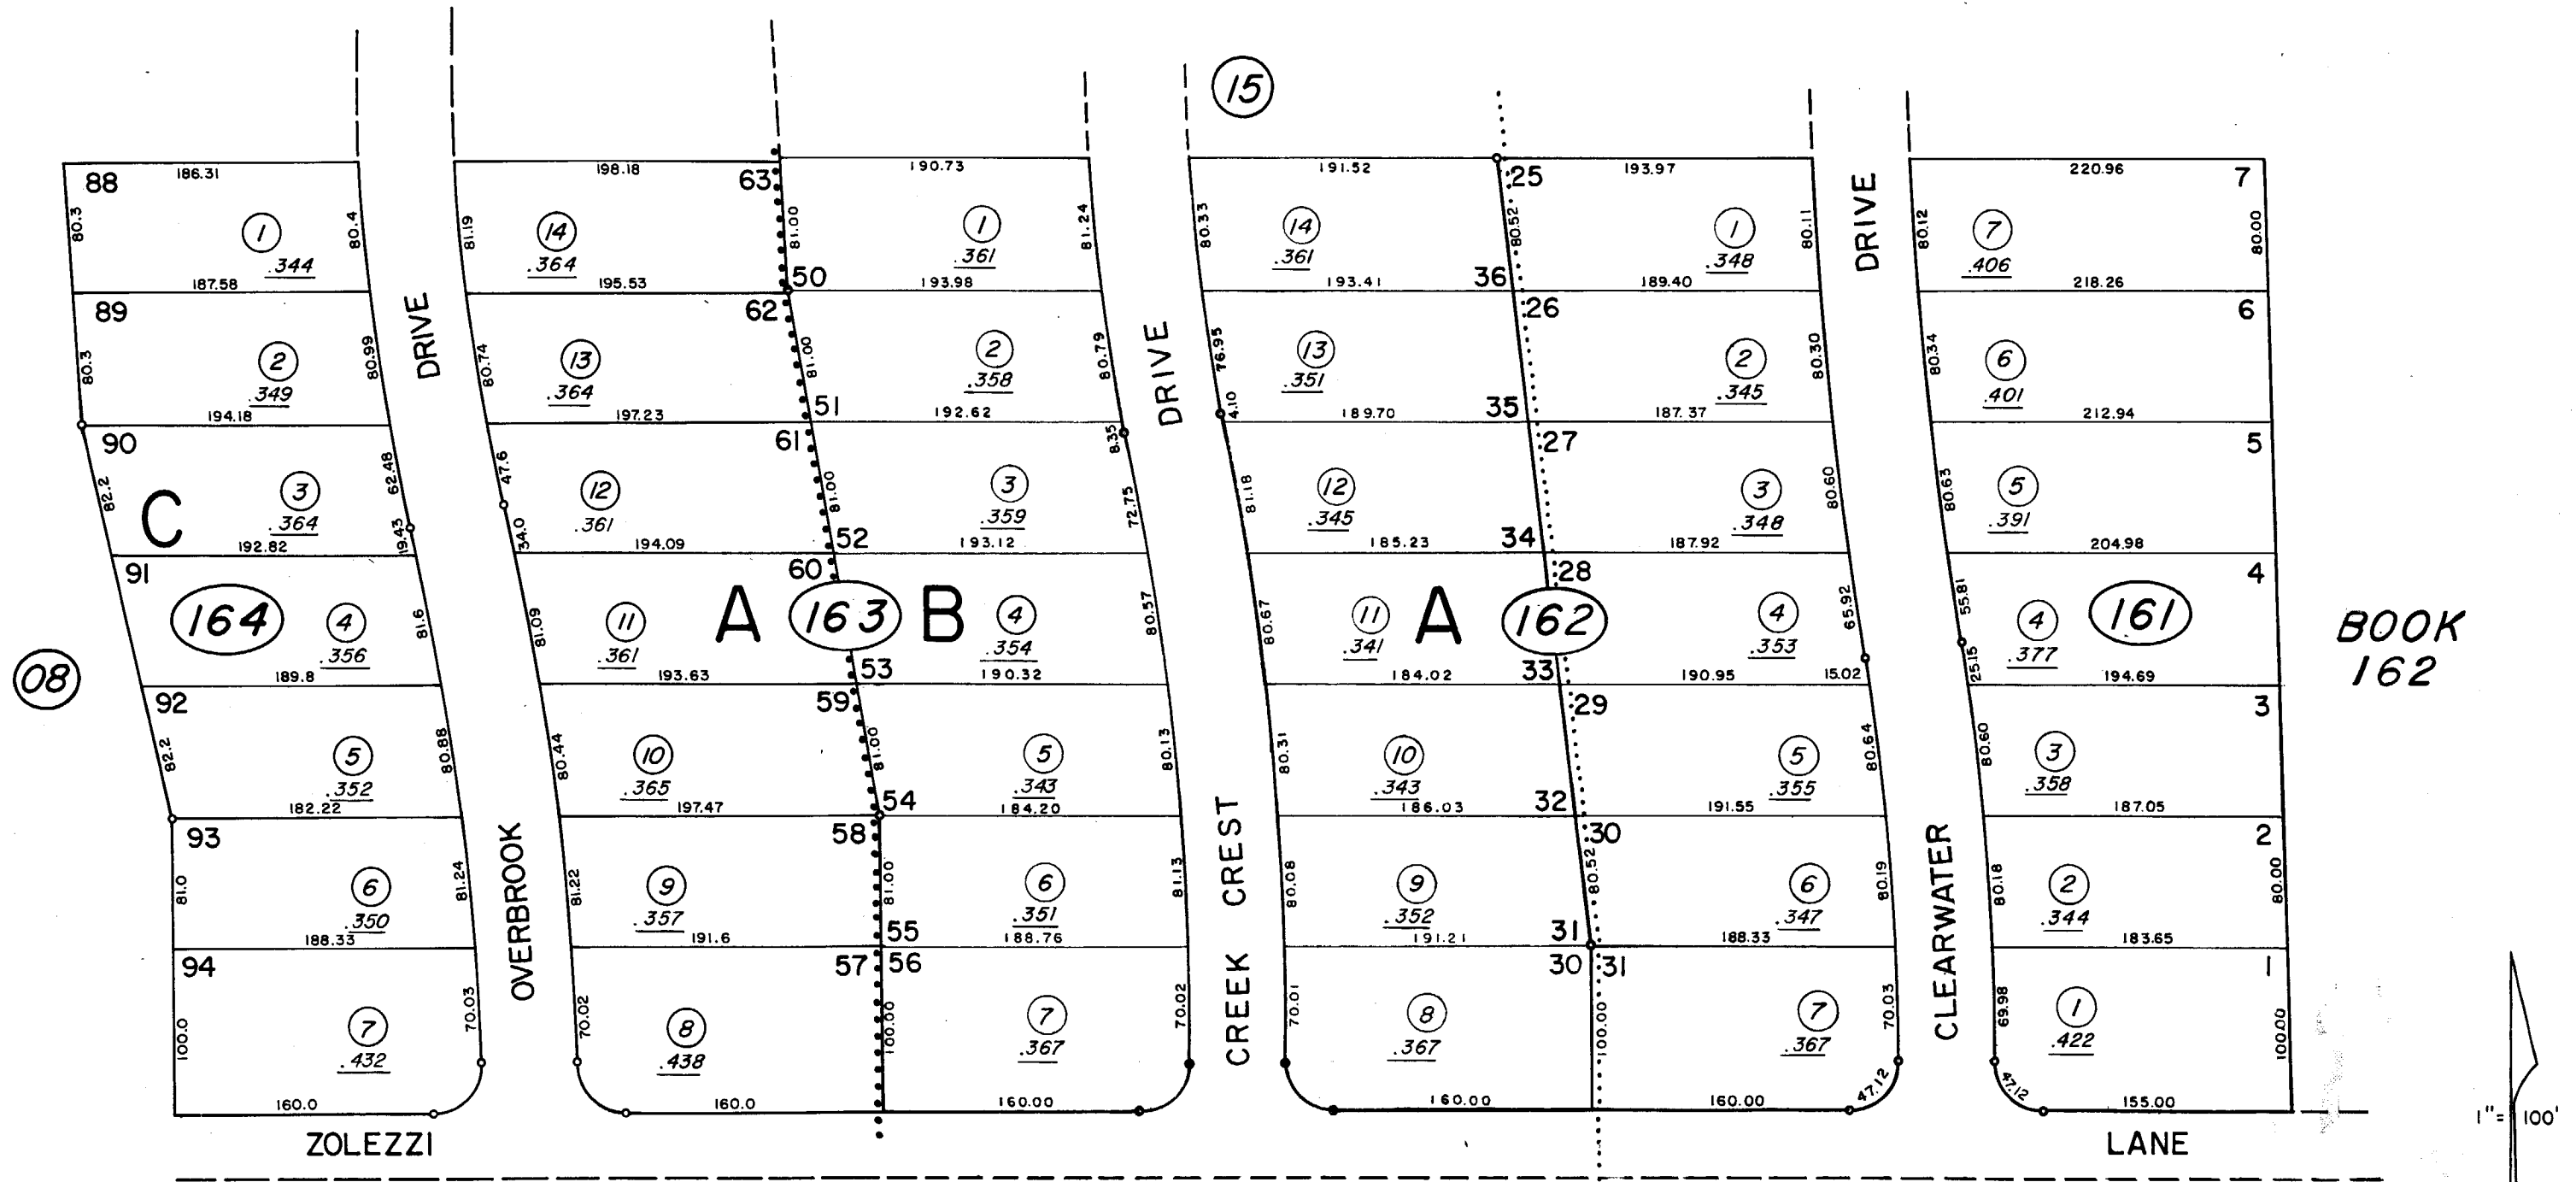 15
88 186.31 198.18 63 190.73 191.52 25 193.97 220.96 7
80.3 1 .344 80.4 81.19 14 .364 81.00 1 .361 81.24 80.33 14 .361 80.52 1 .348 80.11 DRIVE 80.12 7 .406 80.00
187.58 195.53 50 193.98 193.41 36 189.40 218.26
89 DRIVE 62 26 6
80.3 2 .349 80.99 80.74 13 .364 81.00 2 .358 80.79 DRIVE 76.95 13 .351 2 .345 80.30 80.34 6 .401
194.18 197.23 51 192.62 4.10 189.70 35 187.37 212.94
90 61 8.35 27 5
82.2 C 3 .364 62.48 47.6 12 .361 81.00 3 .359 72.75 81.18 12 .345 3 .348 80.60 80.63 5 .391
192.82 19.43 34.0 194.09 52 193.12 185.23 34 187.92 204.98
91 60 28 4
164 4 .356 81.6 81.09 11 .361 A 163 B 4 .354 80.57 80.67 11 .341 A 162 4 .353 65.92 55.81 4 .377 161
BOOK
162
08
189.8 193.63 53 190.32 184.02 33 190.95 15.02 25.15 194.69
92 59 29 3
82.2 5 .352 80.88 80.44 10 .365 81.00 5 .343 80.13 80.31 10 .343 5 .355 80.64 80.60 3 .358
182.22 197.47 54 184.20 186.03 32 191.55 187.05
93 58 30 2
81.0 6 .350 81.24 OVERBROOK 81.22 9 .357 81.00 6 .351 81.13 CREEK CREST 80.08 9 .352 80.52 6 .347 80.19 CLEARWATER 80.18 2 .344 80.00
188.33 191.6 55 188.76 191.21 31 188.33 183.65
94 57 56 30 31 1
100.0 7 .432 70.03 70.02 8 .438 100.00 7 .367 70.02 70.01 8 .367 100.00 7 .367 70.03 69.98 1 .422 100.00
160.0 160.0 160.00 160.00 160.00 47.12 47.12 155.00
ZOLEZZI LANE
1"= 100'